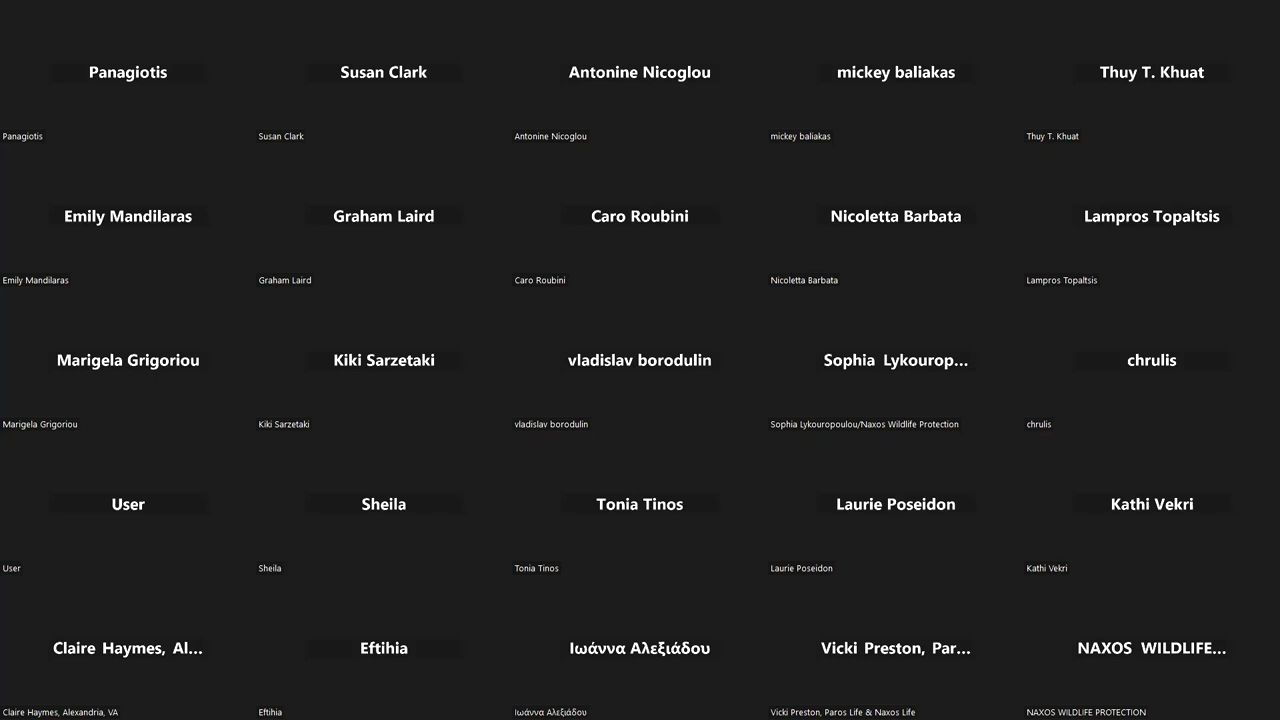 Panagiotis
Susan Clark
Antonine Nicoglou
mickey baliakas
Thuy T. Khuat
Panagiotis
Susan Clark
Antonine Nicoglou
mickey baliakas
Thuy T. Khuat
Emily Mandilaras
Graham Laird
Caro Roubini
Nicoletta Barbata
Lampros Topaltsis
Emily Mandilaras
Graham Laird
Caro Roubini
Nicoletta Barbata
Lampros Topaltsis
Marigela Grigoriou
Kiki Sarzetaki
vladislav borodulin
Sophia Lykourop...
chrulis
Marigela Grigoriou
Kiki Sarzetaki
vladislav borodulin
Sophia Lykouropoulou/Naxos Wildlife Protection
chrulis
User
Sheila
Tonia Tinos
Laurie Poseidon
Kathi Vekri
User
Sheila
Tonia Tinos
Laurie Poseidon
Kathi Vekri
Claire Haymes, Al...
Eftihia
Ιωάννα Αλεξιάδου
Vicki Preston, Par...
NAXOS WILDLIFE...
Claire Haymes, Alexandria, VA
Eftihia
Ιωάννα Αλεξιάδου
Vicki Preston, Paros Life & Naxos Life
NAXOS WILDLIFE PROTECTION